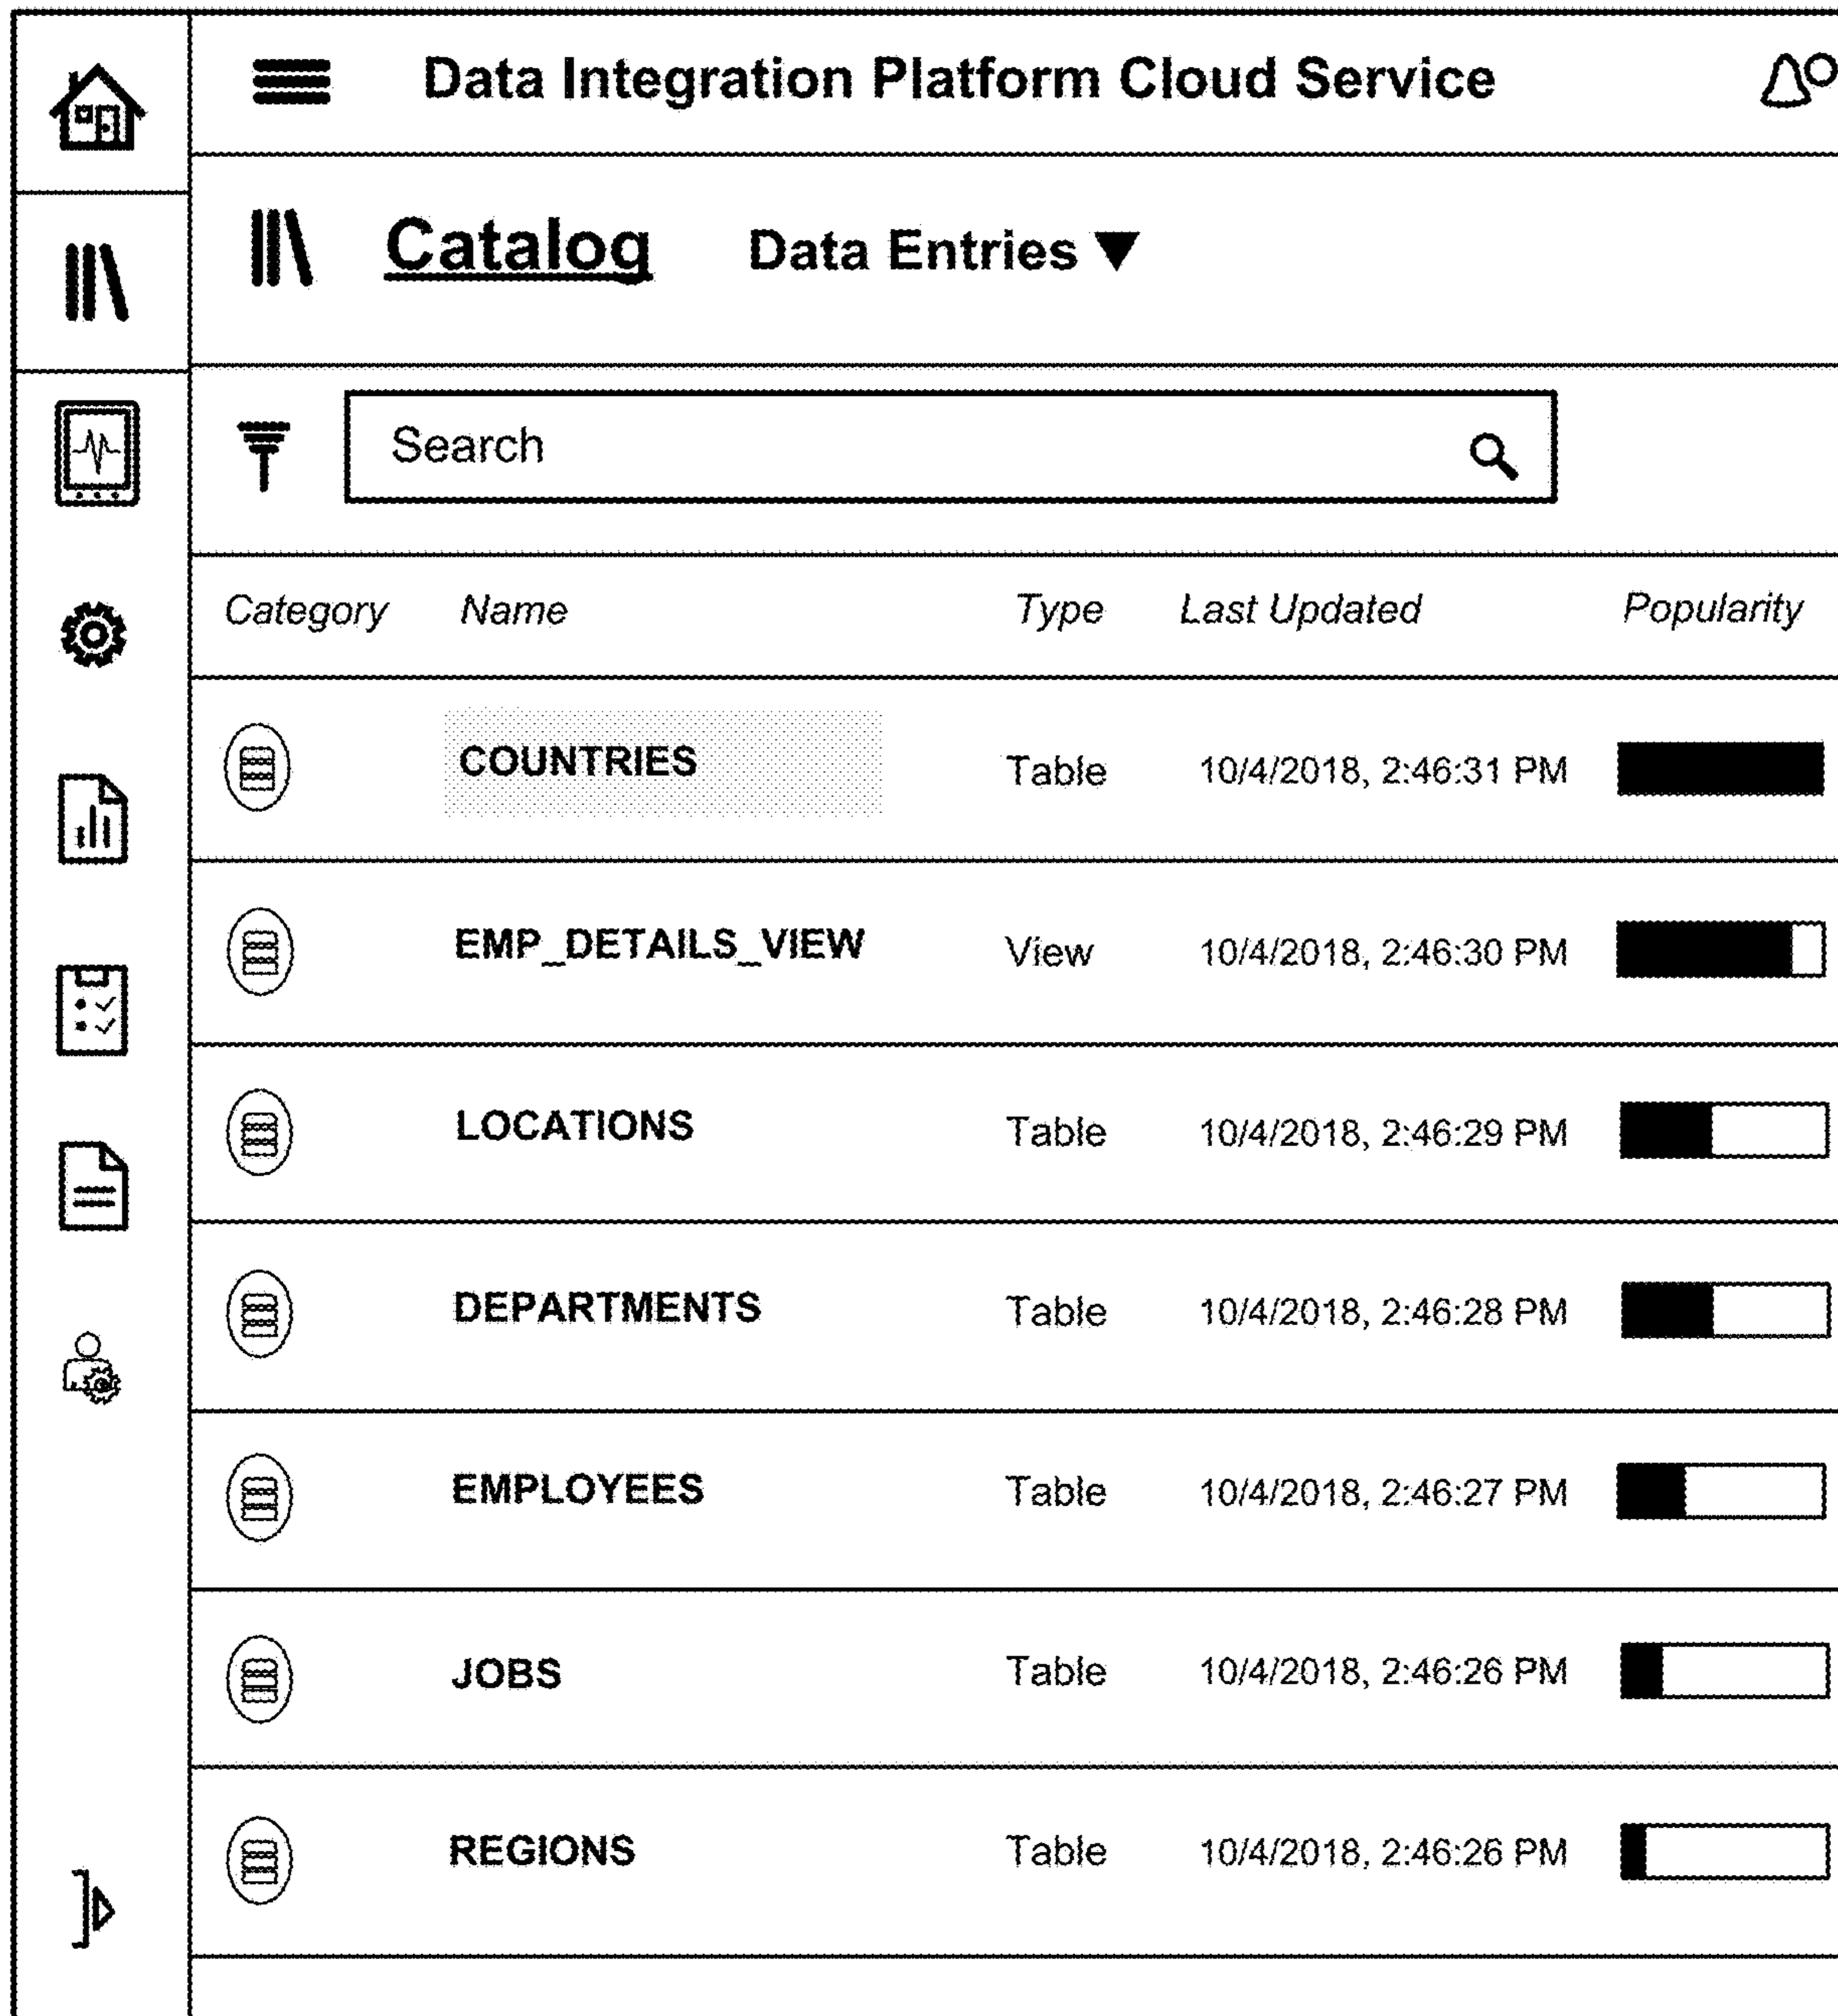 Data Integration Platform Cloud Service
Catalog Data Entries ▼
Search
Category Name Type Last Updated Popularity
COUNTRIES Table 10/4/2018, 2:46:31 PM
EMP_DETAILS_VIEW View 10/4/2018, 2:46:30 PM
LOCATIONS Table 10/4/2018, 2:46:29 PM
DEPARTMENTS Table 10/4/2018, 2:46:28 PM
EMPLOYEES Table 10/4/2018, 2:46:27 PM
JOBS Table 10/4/2018, 2:46:26 PM
REGIONS Table 10/4/2018, 2:46:26 PM